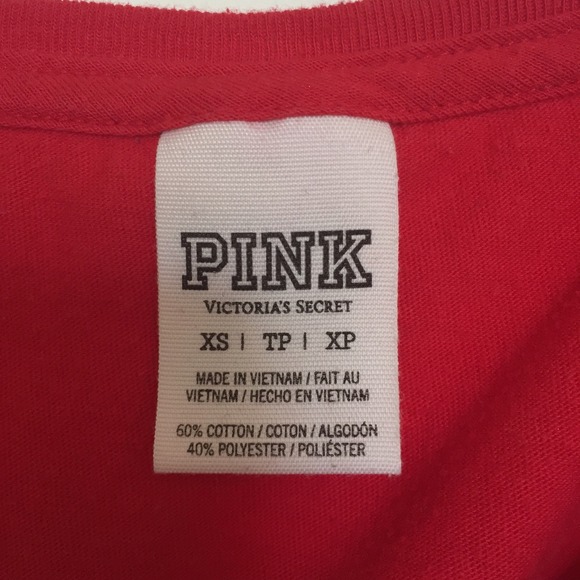 PINK
VICTORIA'S SECRET
XS | TP | XP
MADE IN VIETNAM / FAIT AU
VIETNAM / HECHO EN VIETNAM
60% COTTON / COTON / ALGODÓN
40% POLYESTER / POLIÉSTER